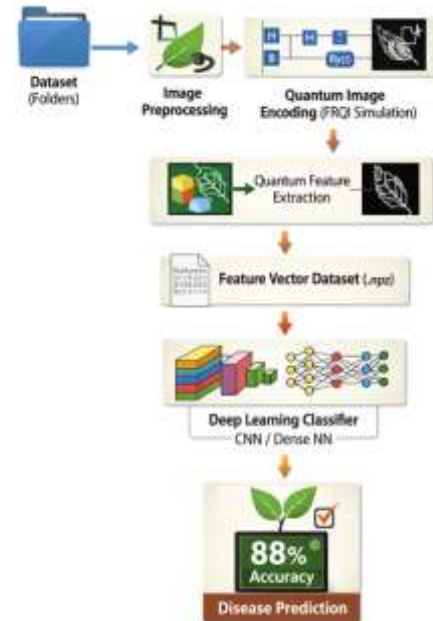 Dataset
(Folders)
Image
Preprocessing
H
H
Quantum Image
Encoding (FRQI Simulation)
Quantum Feature
Extraction
Feature Vector Dataset (.npz)
Deep Learning Classifier
CNN / Dense NN
88%
Accuracy
Disease Prediction